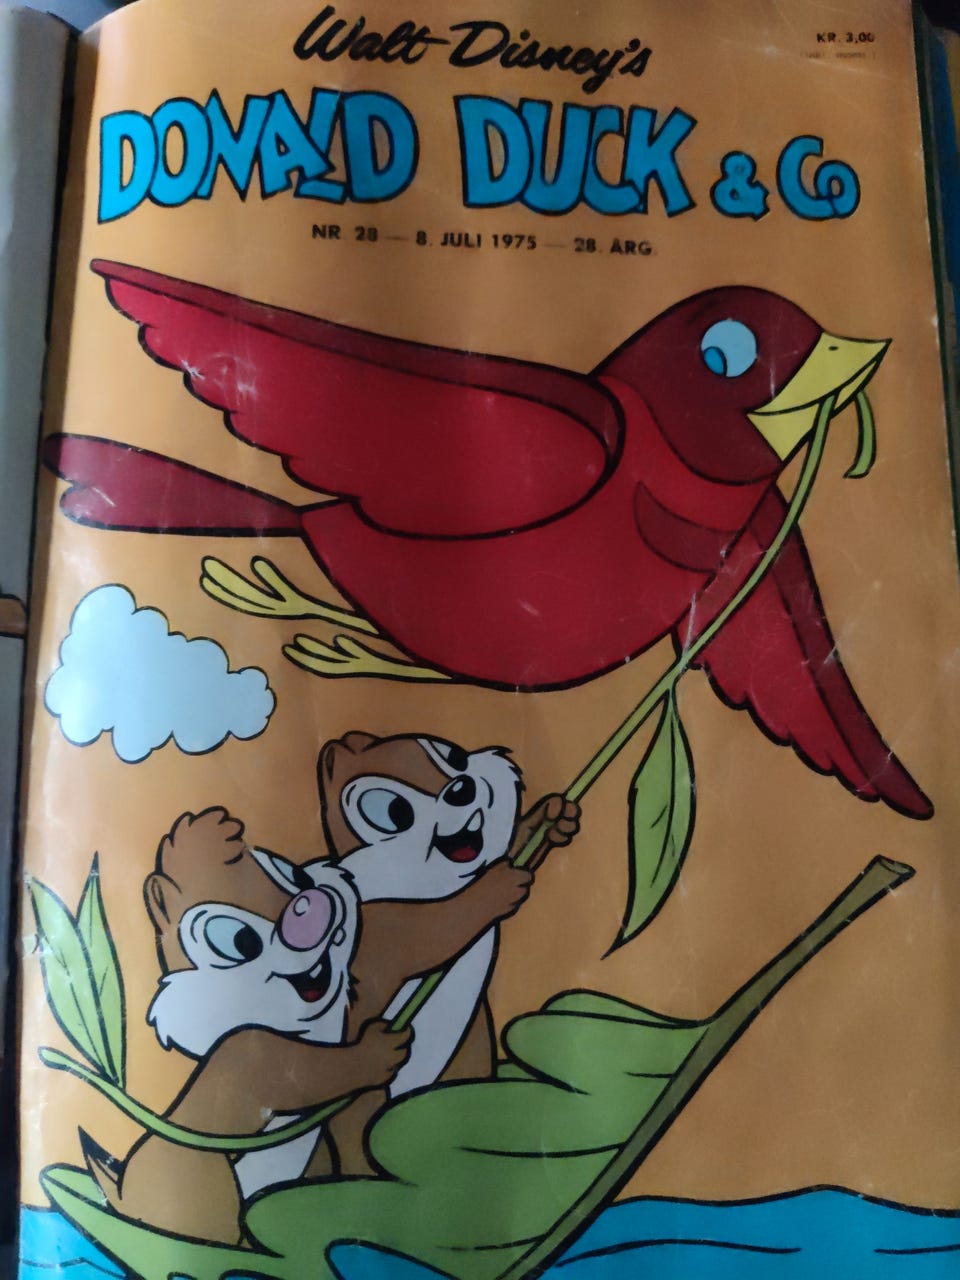 Walt Disney's
KR. 3,00
DONALD DUCK & Co
NR. 28 — 8. JULI 1975 — 28. ÅRG.